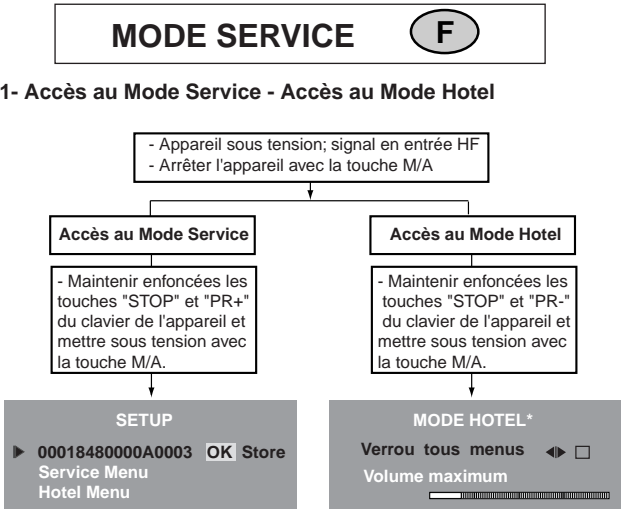 MODE SERVICE F
1- Accès au Mode Service - Accès au Mode Hotel
- Appareil sous tension; signal en entrée HF
- Arrêter l'appareil avec la touche M/A
Accès au Mode Service
- Maintenir enfoncées les
touches "STOP" et "PR+"
du clavier de l'appareil et
mettre sous tension avec
la touche M/A.
SETUP
00018480000A0003 OK Store
Service Menu
Hotel Menu
Accès au Mode Hotel
- Maintenir enfoncées les
touches "STOP" et "PR-"
du clavier de l'appareil et
mettre sous tension avec
la touche M/A.
MODE HOTEL*
Verrou tous menus
Volume maximum